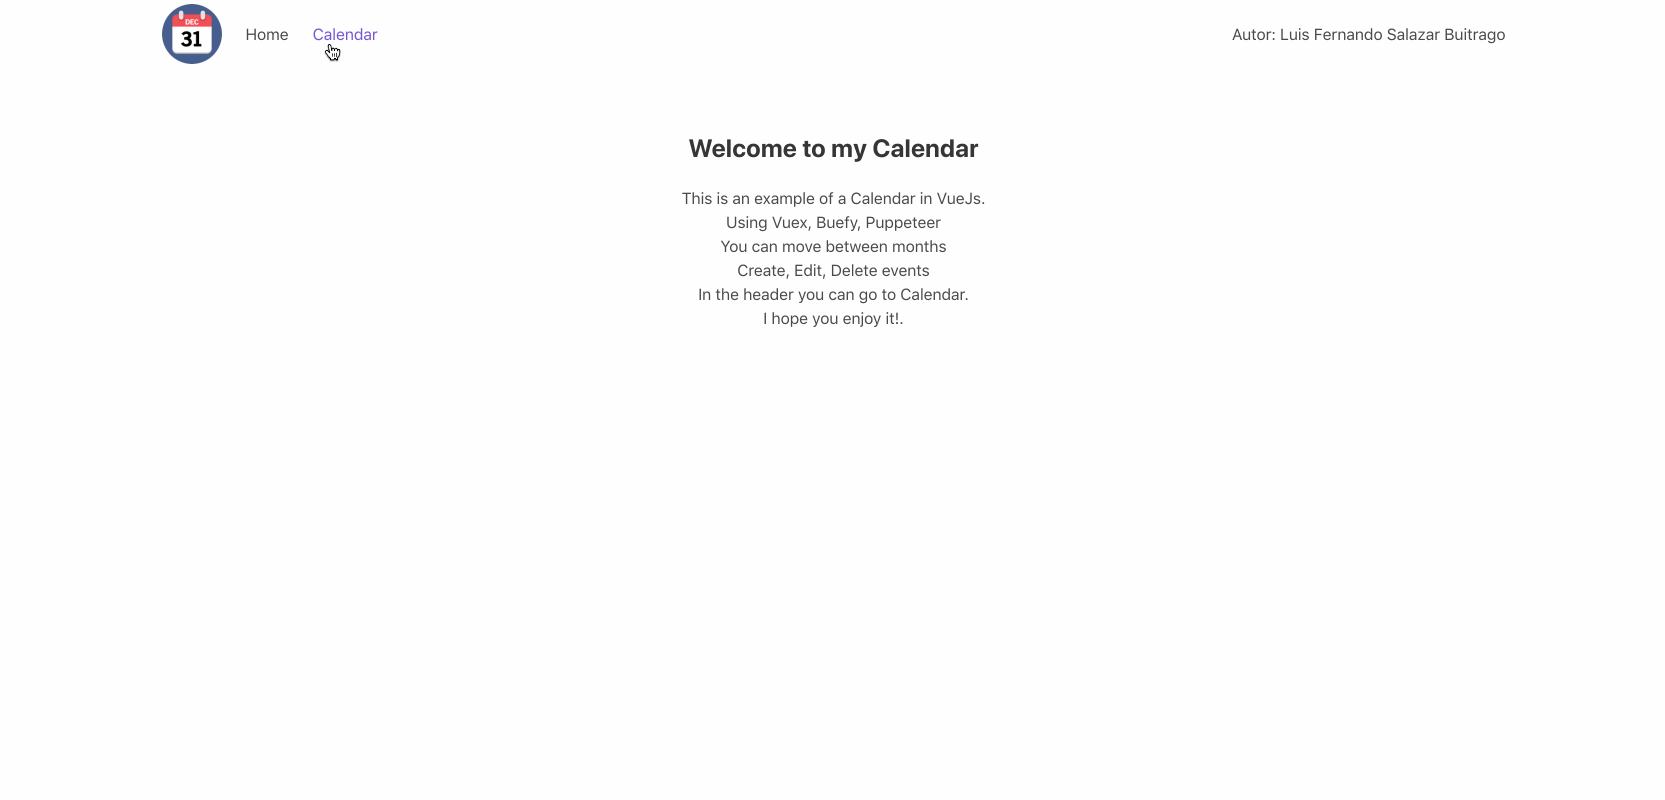 DEC
31
Home
Calendar
Autor: Luis Fernando Salazar Buitrago
Welcome to my Calendar
This is an example of a Calendar in VueJs.
Using Vuex, Buefy, Puppeteer
You can move between months
Create, Edit, Delete events
In the header you can go to Calendar.
I hope you enjoy it!.